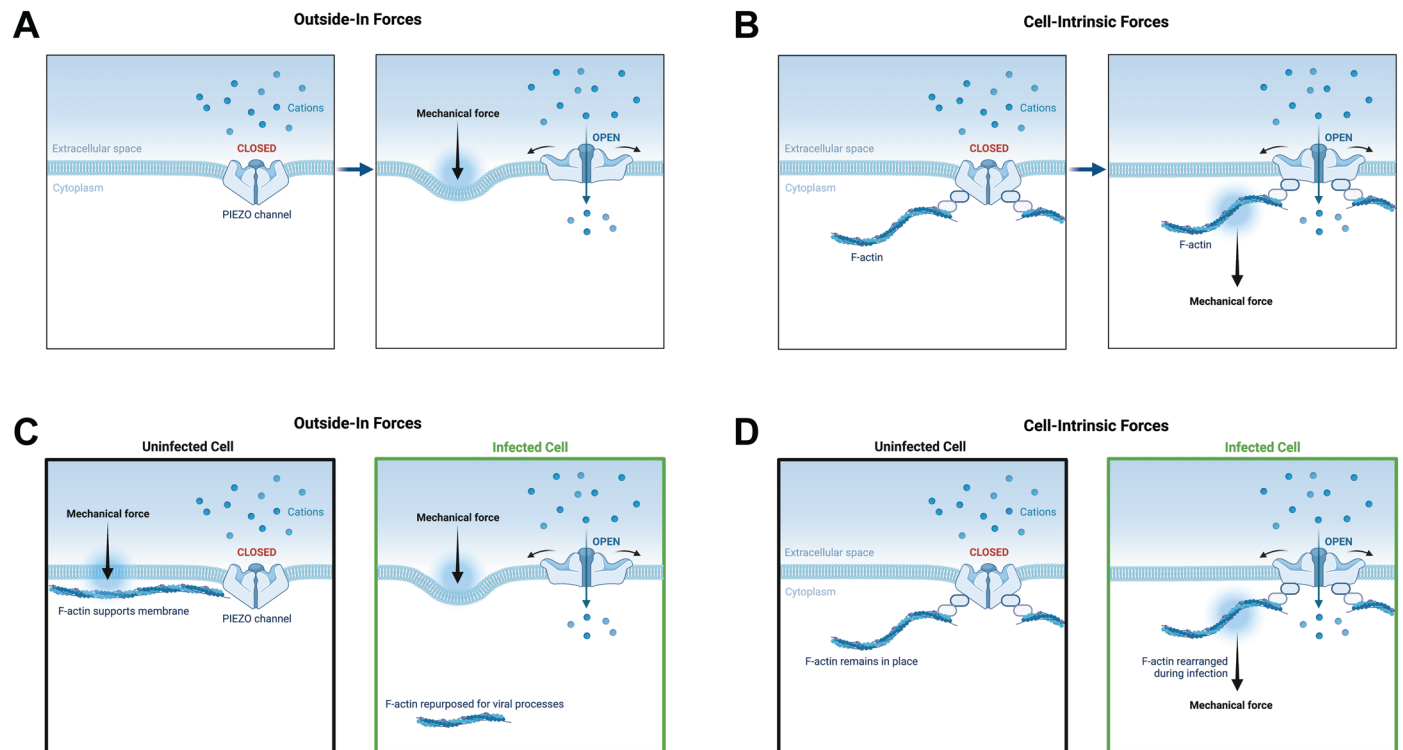 A
Outside-In Forces
Cations
Extracellular space
CLOSED
Cytoplasm
PIEZO channel
Mechanical force
OPEN
B
Cell-Intrinsic Forces
Cations
Extracellular space
CLOSED
Cytoplasm
F-actin
OPEN
F-actin
Mechanical force
C
Outside-In Forces
Uninfected Cell
Mechanical force
Cations
CLOSED
F-actin supports membrane
PIEZO channel
Infected Cell
Mechanical force
OPEN
F-actin repurposed for viral processes
D
Cell-Intrinsic Forces
Uninfected Cell
Cations
Extracellular space
CLOSED
Cytoplasm
F-actin remains in place
Infected Cell
OPEN
F-actin rearranged
during infection
Mechanical force